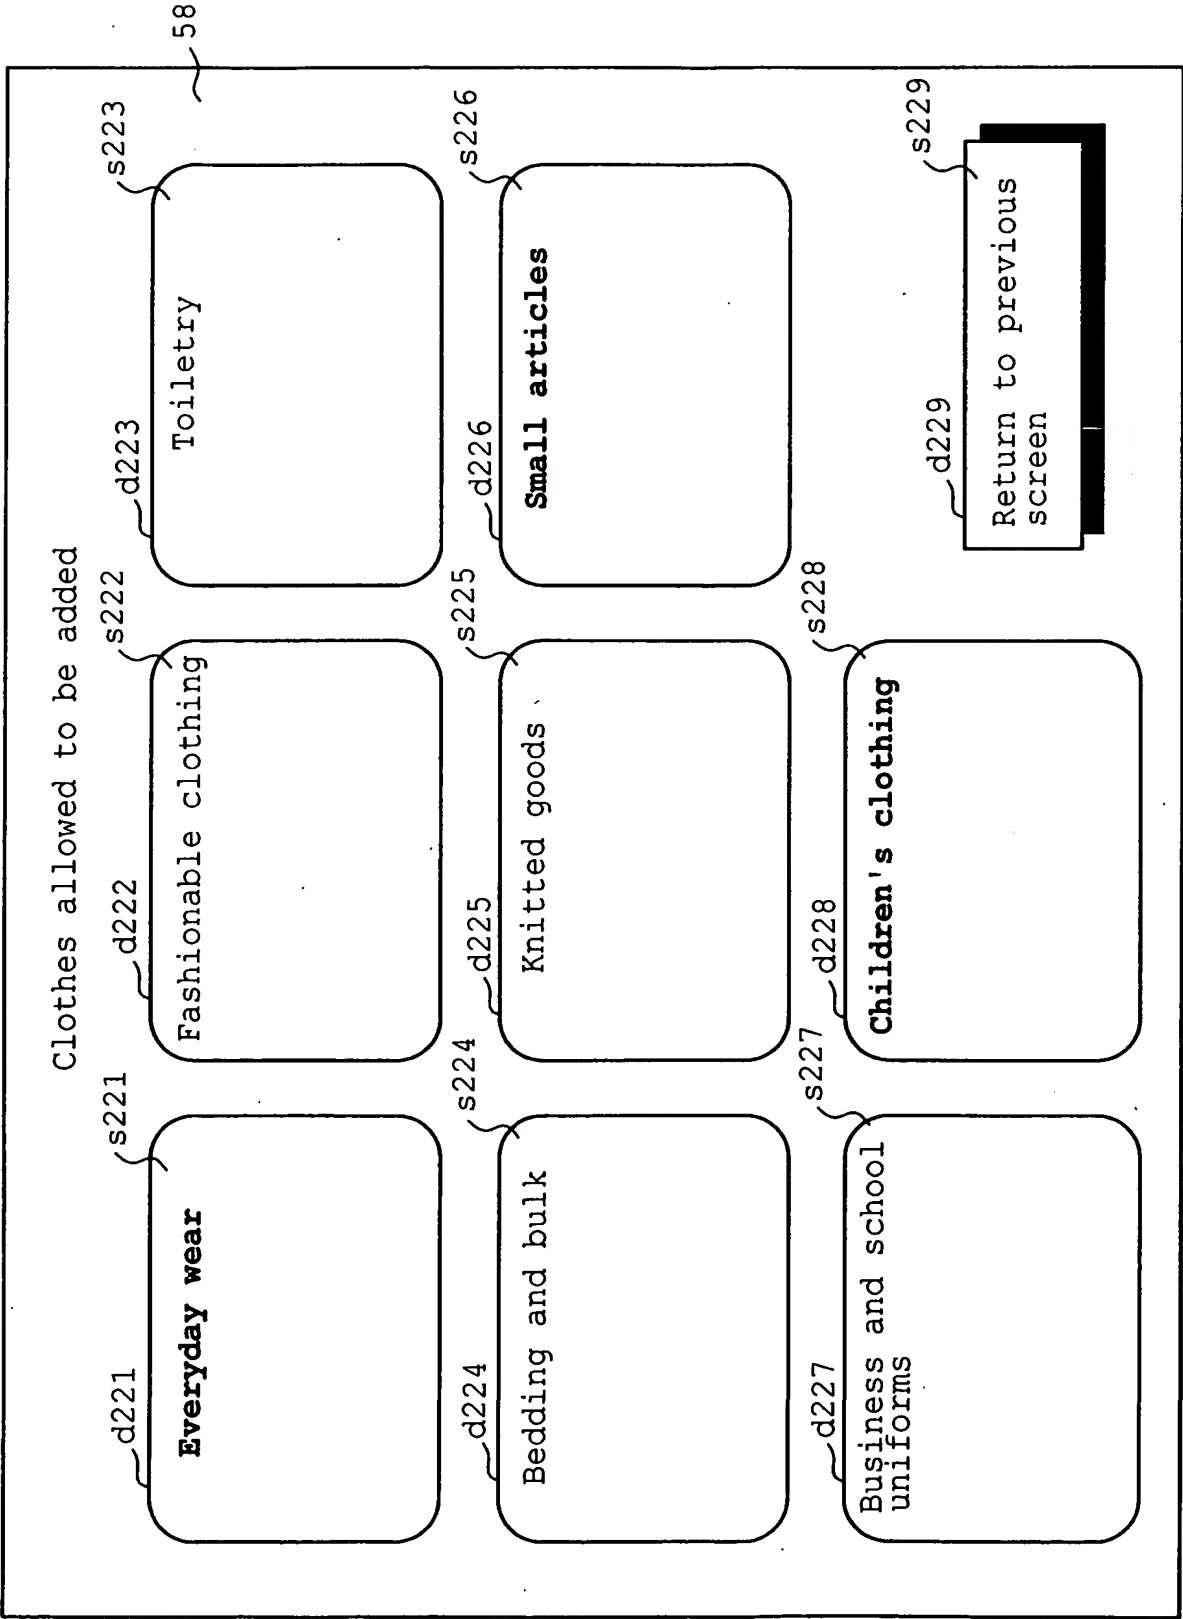 58
Clothes allowed to be added
d221
s221
Everyday wear
d222
s222
Fashionable clothing
d223
s223
Toiletry
d224
s224
Bedding and bulk
d225
s225
Knitted goods
d226
s226
Small articles
d227
s227
Business and school
uniforms
d228
s228
Children's clothing
d229
s229
Return to previous
screen